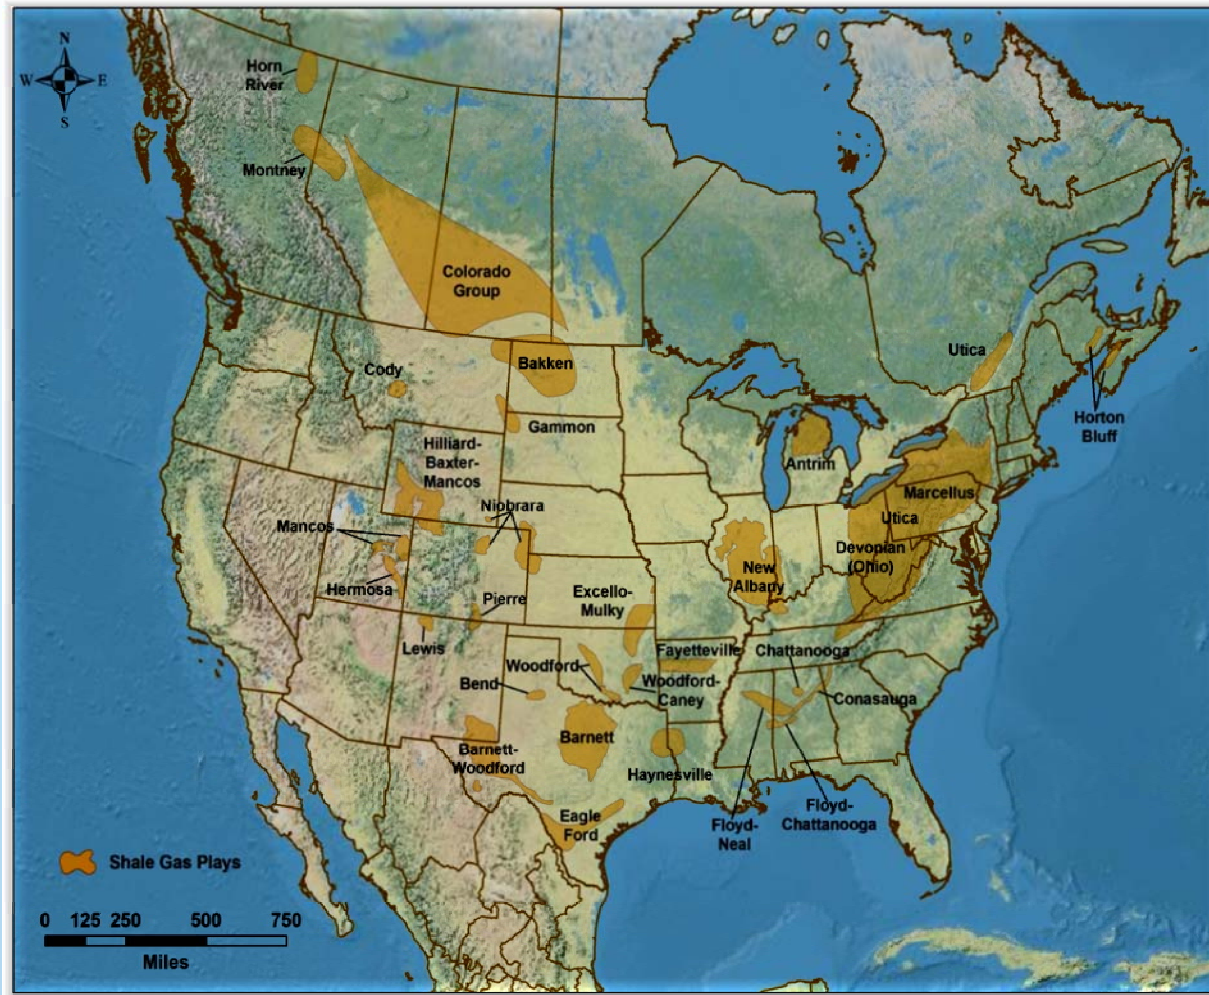 N
W E
S
Horn
River
Montney
Colorado
Group
Utica
Bakken
Cody
Horton
Bluff
Gammon
Hilliard-
Baxter-
Mancos
Antrim
Marcellus
Niobrara
Utica
Mancos
Devonian
(Ohio)
New
Albany
Hermosa
Excello-
Mulky
Pierre
Lewis
Fayetteville
Chattanooga
Woodford
Bend
Woodford-
Caney
Conasauga
Barnett
Barnett-
Woodford
Haynesville
Eagle
Ford
Floyd-
Neal
Floyd-
Chattanooga
Shale Gas Plays
0 125 250 500 750
Miles